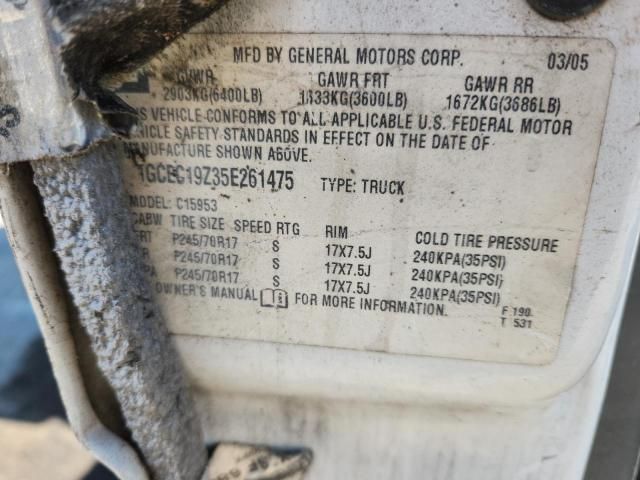 MFD BY GENERAL MOTORS CORP. 03/05
GVWR GAWR FRT GAWR RR
2903KG(6400LB) 1633KG(3600LB) 1672KG(3686LB)
VEHICLE CONFORMS TO ALL APPLICABLE U.S. FEDERAL MOTOR
VEHICLE SAFETY STANDARDS IN EFFECT ON THE DATE OF
MANUFACTURE SHOWN ABOVE.
1GCEC19Z35E261475 TYPE: TRUCK
MODEL: C15953
TIRE SIZE SPEED RTG RIM COLD TIRE PRESSURE
FRT P245/70R17 S 17X7.5J 240KPA(35PSI)
P245/70R17 S 17X7.5J 240KPA(35PSI)
P245/70R17 S 17X7.5J 240KPA(35PSI)
OWNER'S MANUAL FOR MORE INFORMATION.
F 190
T 531